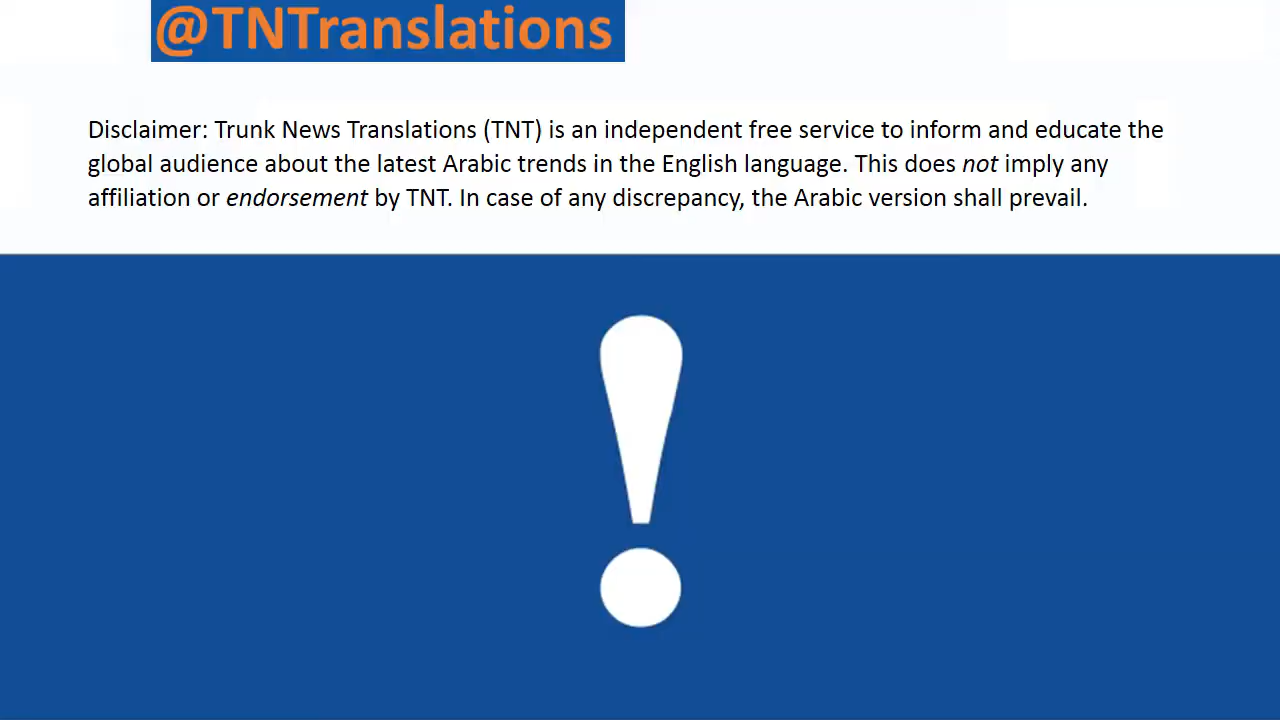 @TNTranslations
Disclaimer: Trunk News Translations (TNT) is an independent free service to inform and educate the
global audience about the latest Arabic trends in the English language. This does not imply any
affiliation or endorsement by TNT. In case of any discrepancy, the Arabic version shall prevail.
!